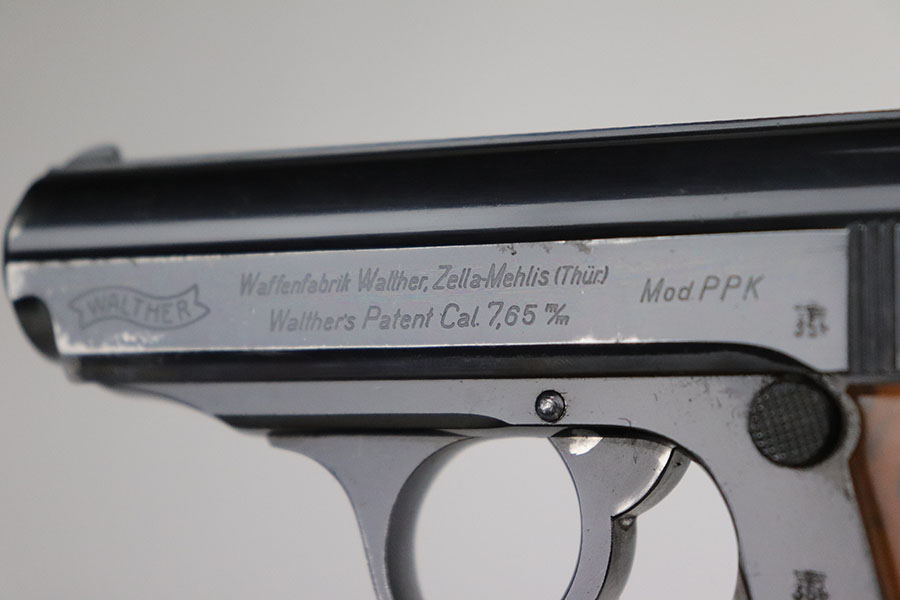 WALTHER
Waffenfabrik Walther, Zella-Mehlis (Thür.)
Walther's Patent Cal. 7,65 m/m
Mod. PPK